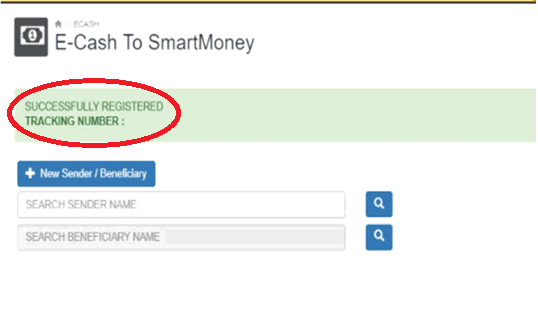 ECASH
E-Cash To SmartMoney
SUCCESSFULLY REGISTERED
TRACKING NUMBER :
New Sender / Beneficiary
SEARCH SENDER NAME
SEARCH BENEFICIARY NAME